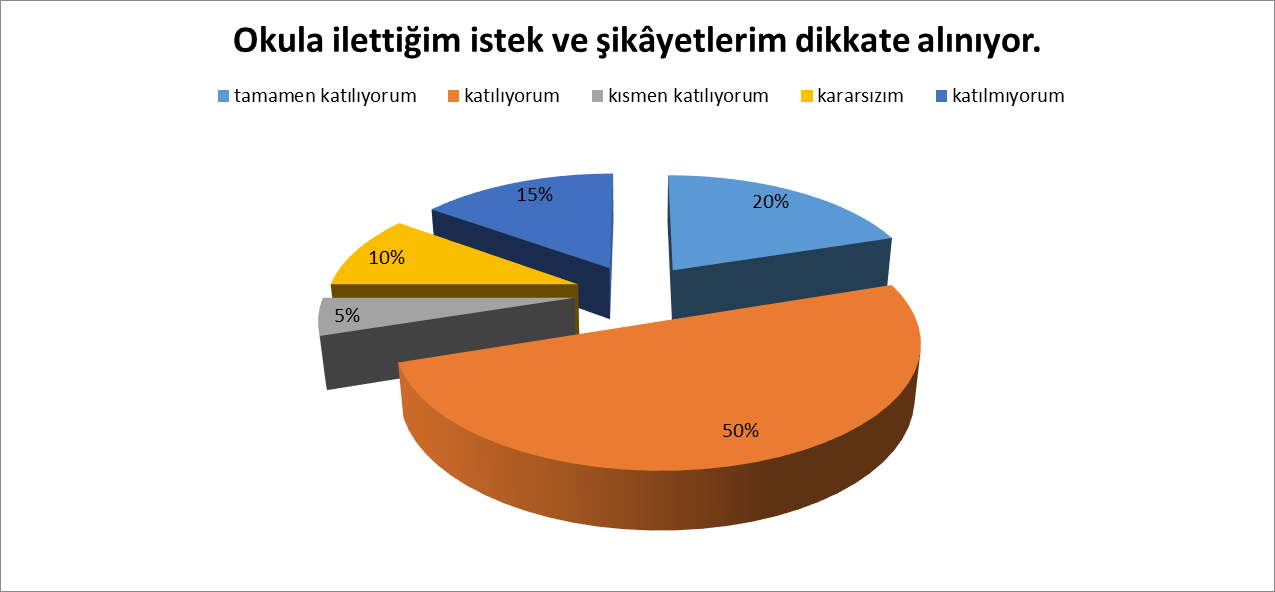 Okula ilettiğim istek ve şikâyetlerim dikkate alınıyor.
tamamen katılıyorum katılıyorum kısmen katılıyorum kararsızım katılmıyorum
15%
20%
10%
5%
50%